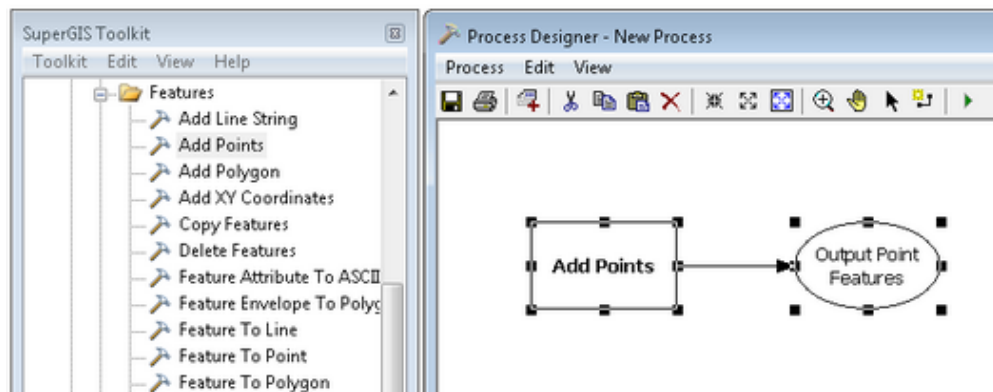 SuperGIS Toolkit
Toolkit Edit View Help
Features
Add Line String
Add Points
Add Polygon
Add XY Coordinates
Copy Features
Delete Features
Feature Attribute To ASCII
Feature Envelope To Polyg
Feature To Line
Feature To Point
Feature To Polygon
Process Designer - New Process
Process Edit View
Add Points
Output Point
Features